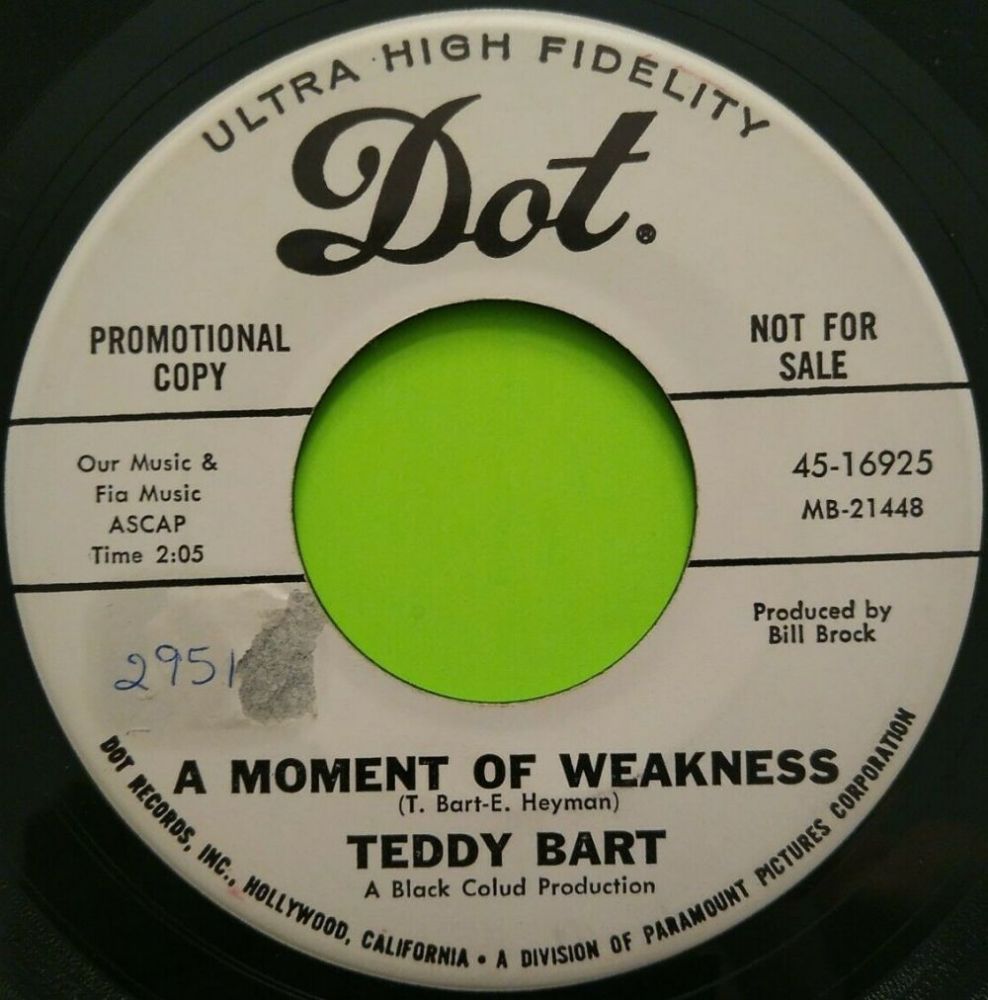 ULTRA HIGH FIDELITY
Dot.®
PROMOTIONAL
COPY
NOT FOR
SALE
Our Music &
Fia Music
ASCAP
Time 2:05
45-16925
MB-21448
Produced by
Bill Brock
2951
A MOMENT OF WEAKNESS
(T. Bart-E. Heyman)
TEDDY BART
A Black Colud Production
DOT RECORDS, INC., HOLLYWOOD, CALIFORNIA • A DIVISION OF PARAMOUNT PICTURES CORPORATION